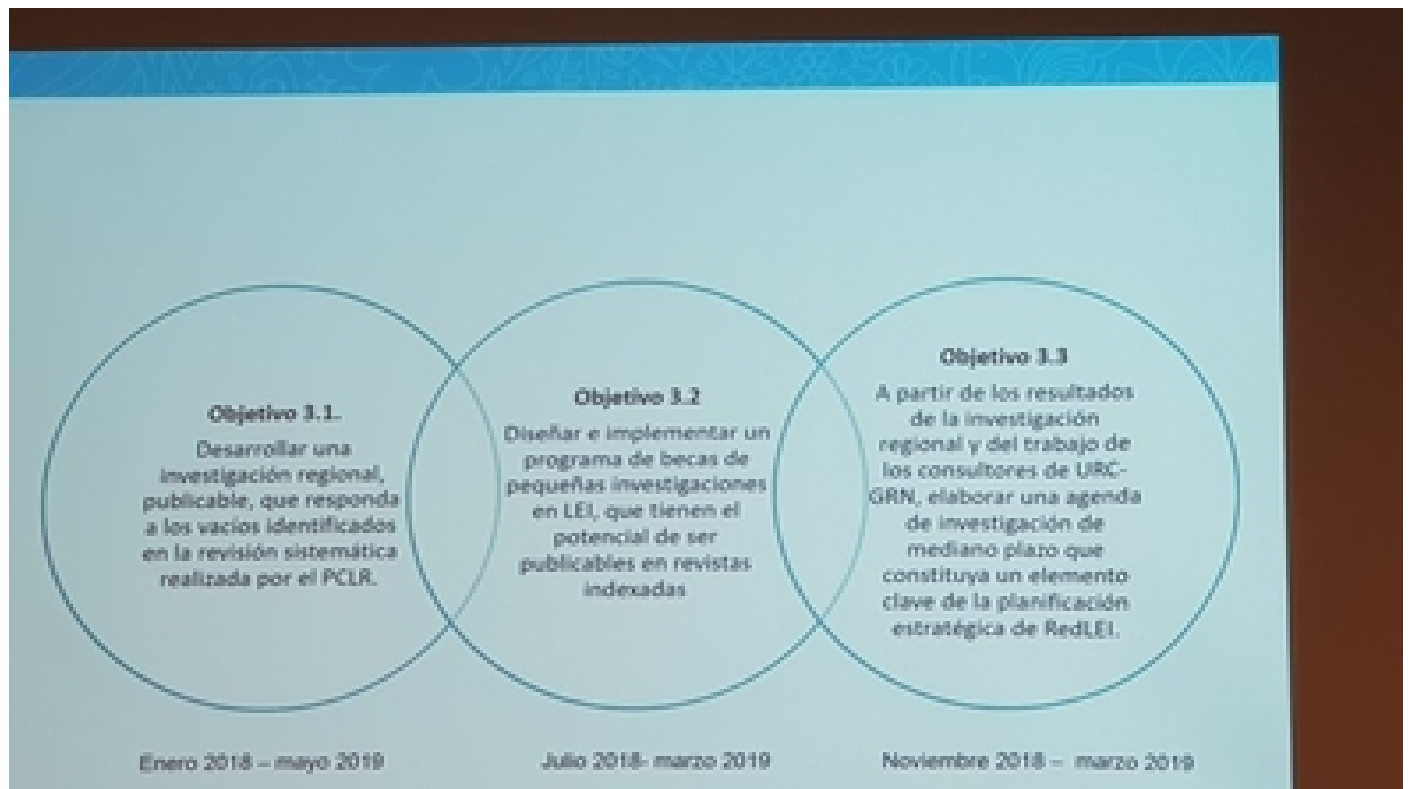 Objetivo 3.1.
Desarrollar una
investigación regional,
publicable, que responda
a los vacíos identificados
en la revisión sistemática
realizada por el PCLR.
Enero 2018 – mayo 2019
Objetivo 3.2
Diseñar e implementar un
programa de becas de
pequeñas investigaciones
en LEI, que tienen el
potencial de ser
publicables en revistas
indexadas
Julio 2018- marzo 2019
Objetivo 3.3
A partir de los resultados
de la investigación
regional y del trabajo de
los consultores de URC-
GRN, elaborar una agenda
de investigación de
mediano plazo que
constituya un elemento
clave de la planificación
estratégica de RedLEI.
Noviembre 2018 – marzo 2019